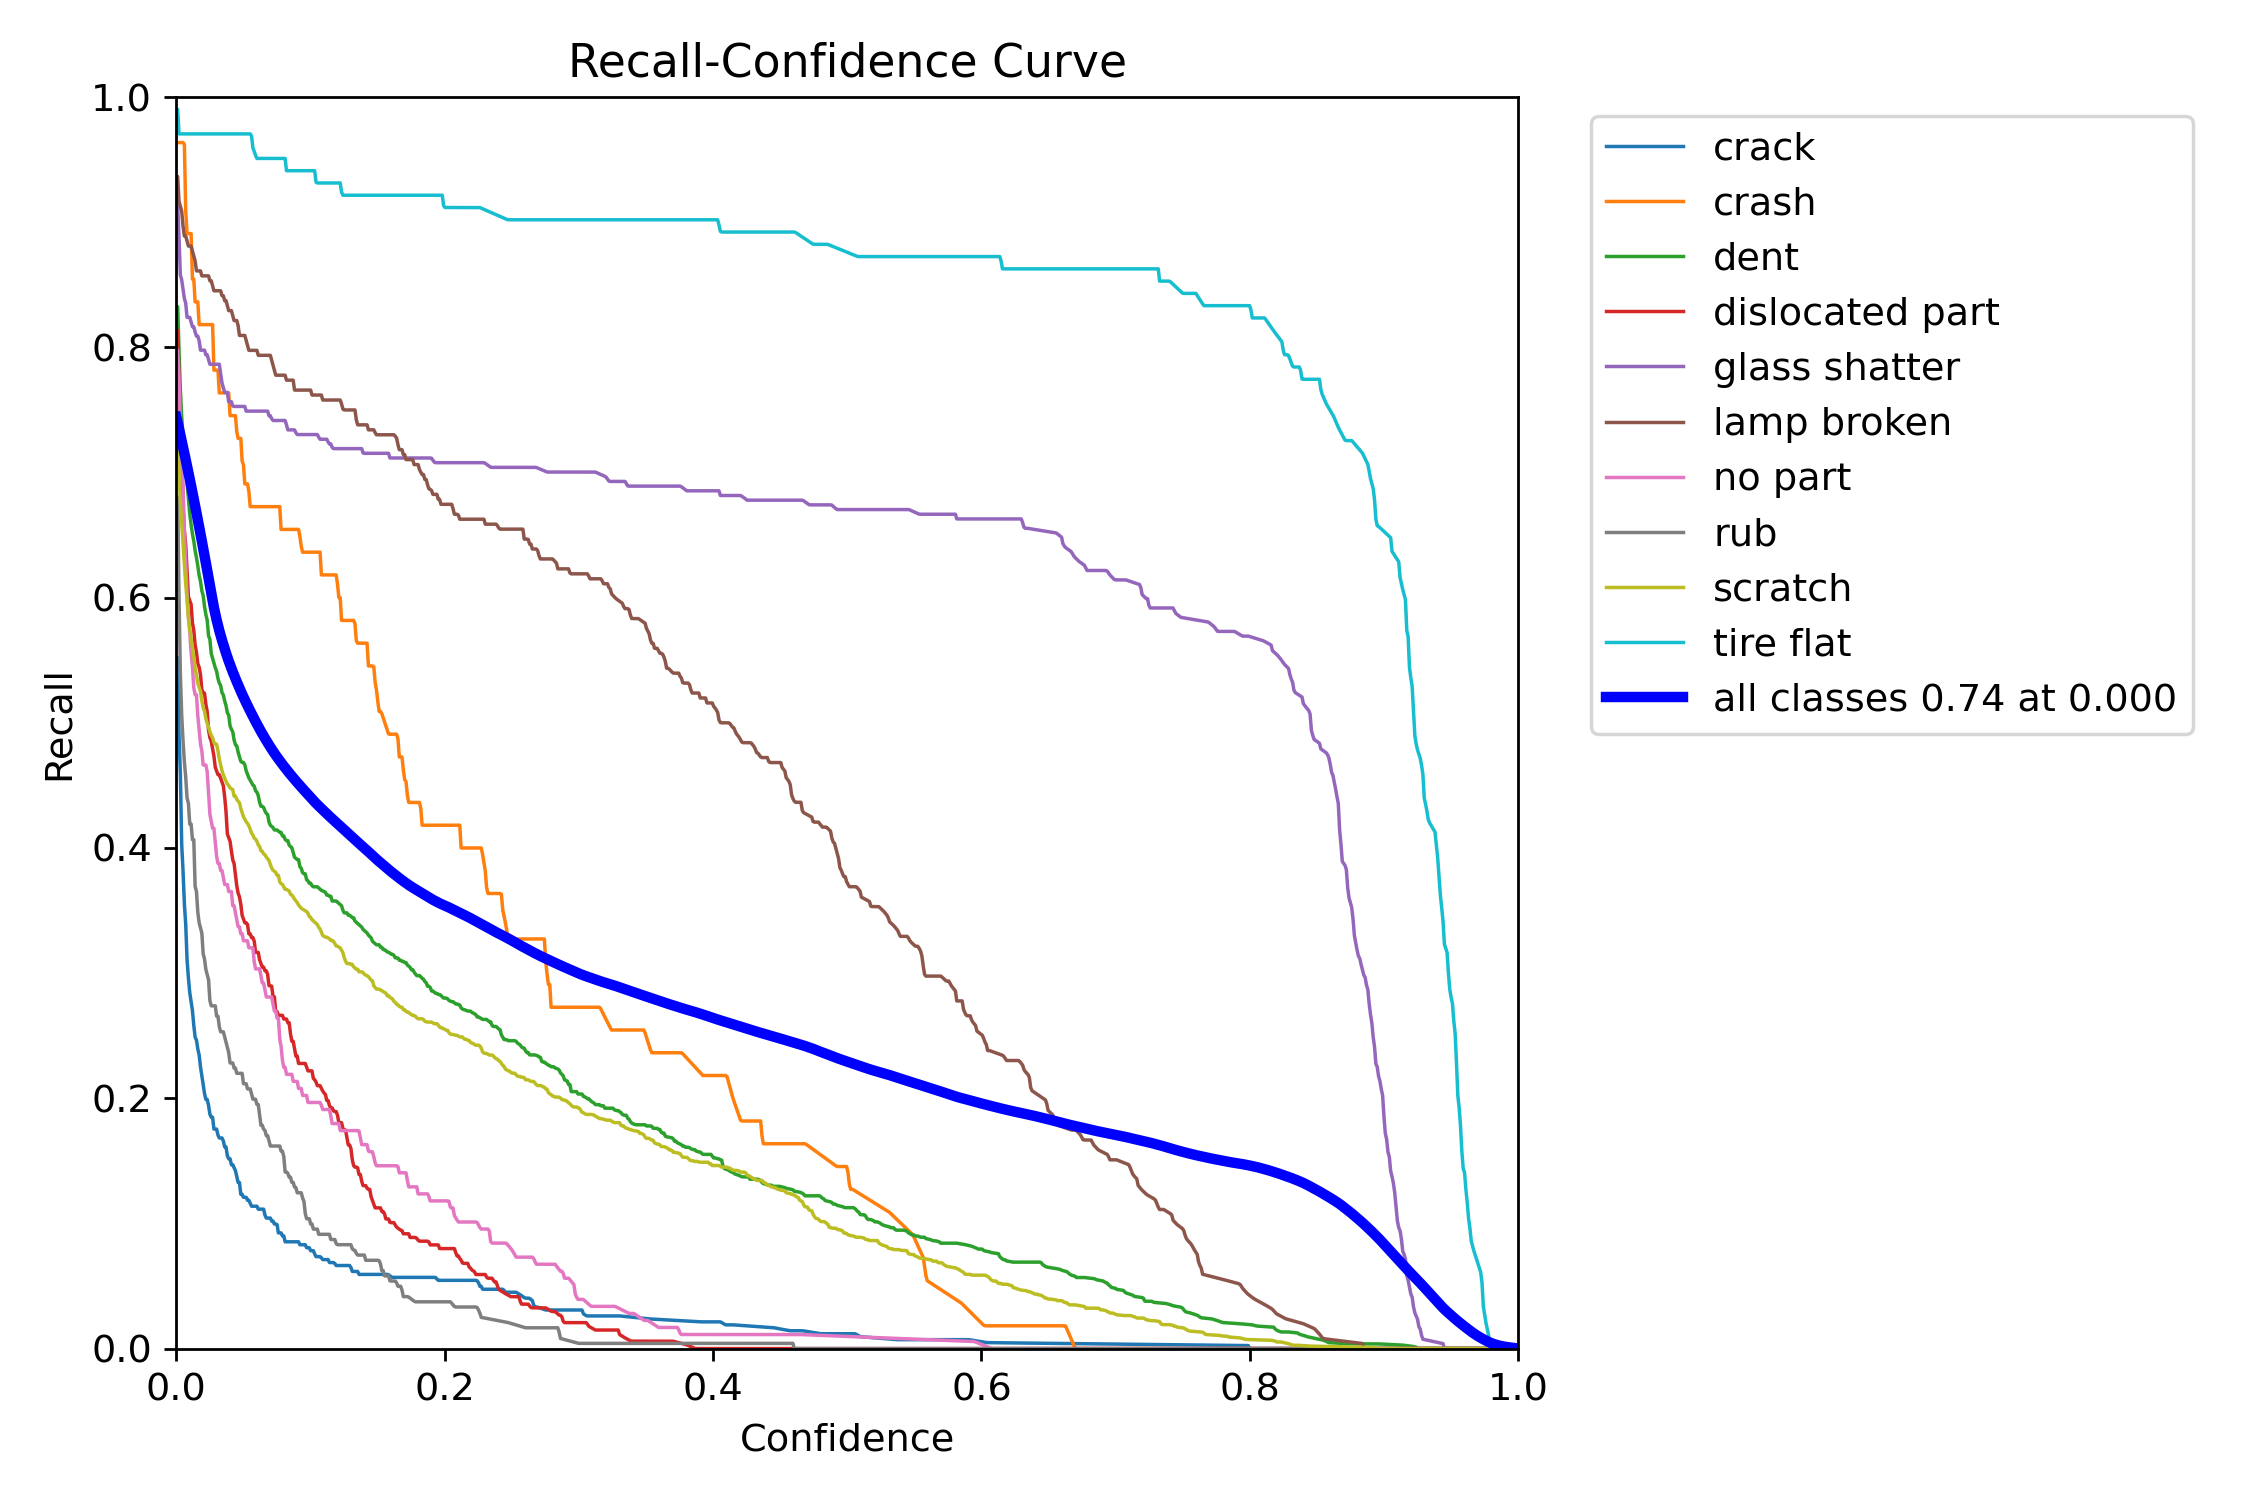 Recall-Confidence Curve
1.0
0.8
0.6
0.4
0.2
0.0
Recall
0.0 0.2 0.4 0.6 0.8 1.0
Confidence
crack
crash
dent
dislocated part
glass shatter
lamp broken
no part
rub
scratch
tire flat
all classes 0.74 at 0.000